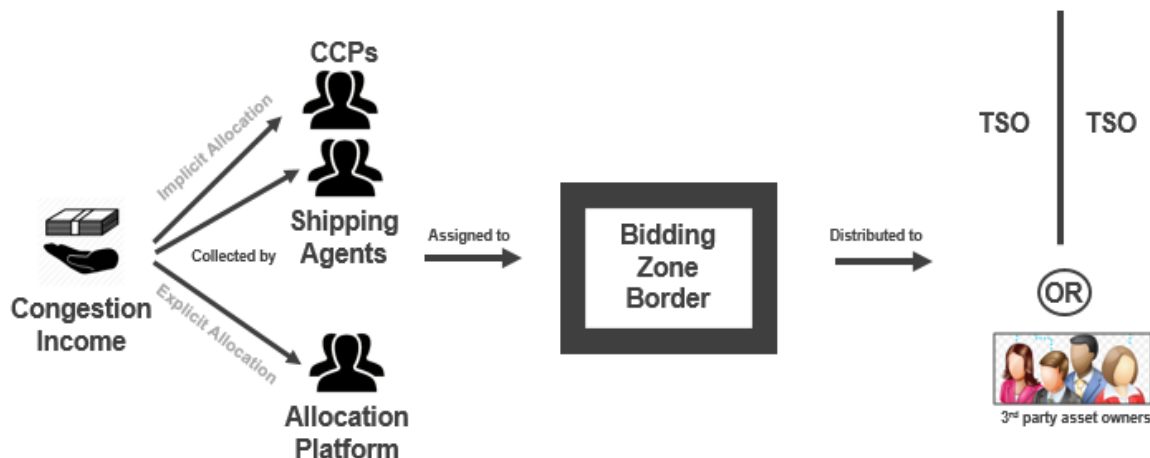 CCPs
Implicit Allocation
Shipping
Agents
Collected by
Congestion
Income
Explicit Allocation
Allocation
Platform
Assigned to
Bidding
Zone
Border
Distributed to
TSO TSO
OR
3rd party asset owners